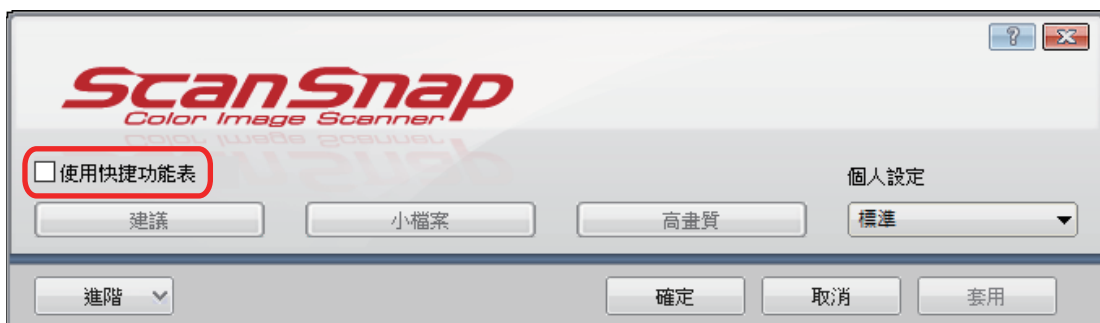 ScanSnap
Color Image Scanner
使用快捷功能表
個人設定
建議
小檔案
高畫質
標準
進階
確定
取消
套用